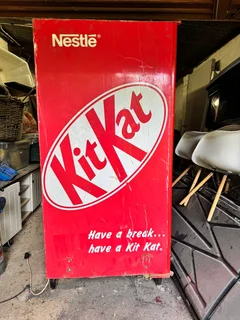 Nestlé®
KitKat
Have a break...
have a Kit Kat.